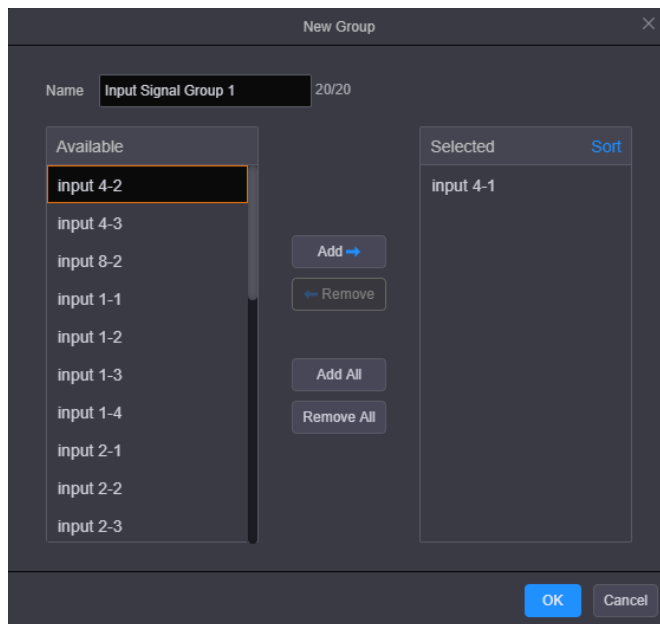 New Group
Name Input Signal Group 1 20/20
Available
input 4-2
input 4-3
input 8-2
input 1-1
input 1-2
input 1-3
input 1-4
input 2-1
input 2-2
input 2-3
Add
Remove
Add All
Remove All
Selected Sort
input 4-1
OK Cancel